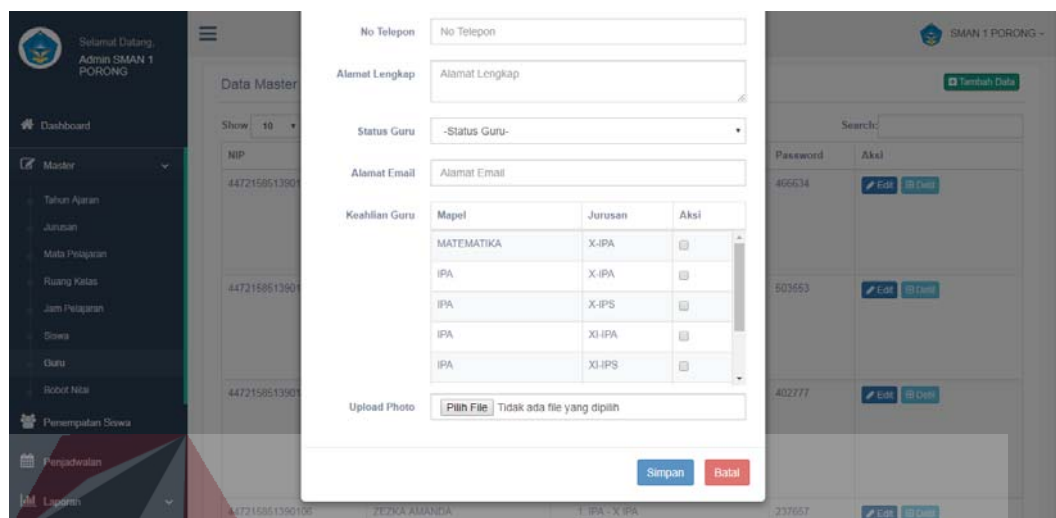 Selamat Datang,
Admin SMAN 1
PORONG
SMAN 1 PORONG
Dashboard
Master
Tahun Ajaran
Jurusan
Mata Pelajaran
Ruang Kelas
Jam Pelajaran
Siswa
Guru
Bobot Nilai
Penempatan Siswa
Penjadwalan
Laporan
Data Master
Tambah Data
Show 10
Search:
NIP
Password Aksi
4472158513901
466634 Edit
4472158513901
603653 Edit
4472158513901
402777 Edit
ZEZKA AMANDA 1. IPA - X IPA 237657 Edit
No Telepon No Telepon
Alamat Lengkap Alamat Lengkap
Status Guru -Status Guru-
Alamat Email Alamat Email
Keahlian Guru Mapel Jurusan Aksi
MATEMATIKA X-IPA
IPA X-IPA
IPA X-IPS
IPA XI-IPA
IPA XI-IPS
Upload Photo Pilih File Tidak ada file yang dipilih
Simpan Batal